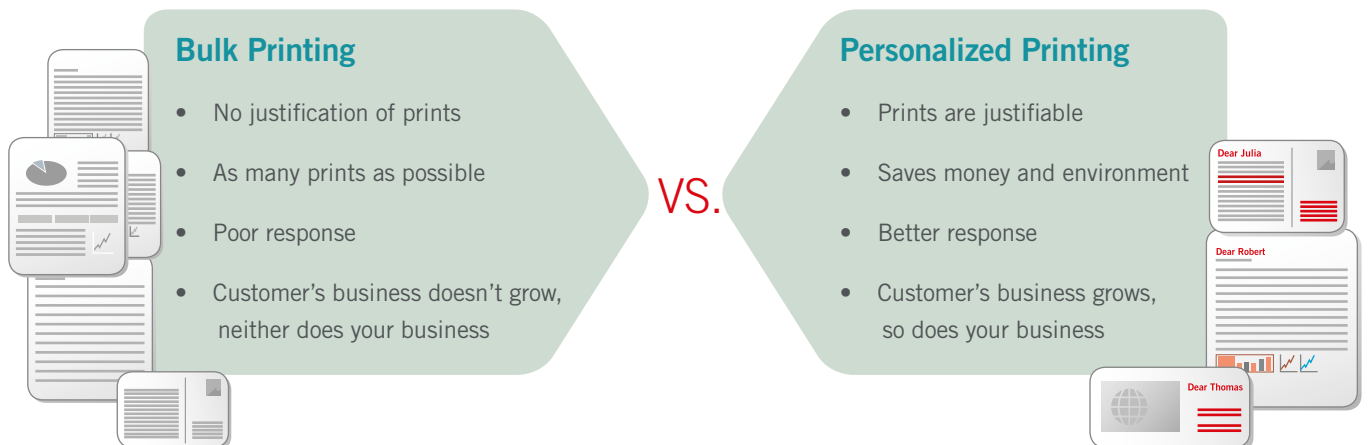 Bulk Printing
• No justification of prints
• As many prints as possible
• Poor response
• Customer’s business doesn’t grow,
neither does your business
VS.
Personalized Printing
• Prints are justifiable
• Saves money and environment
• Better response
• Customer’s business grows,
so does your business
Dear Julia
Dear Robert
Dear Thomas